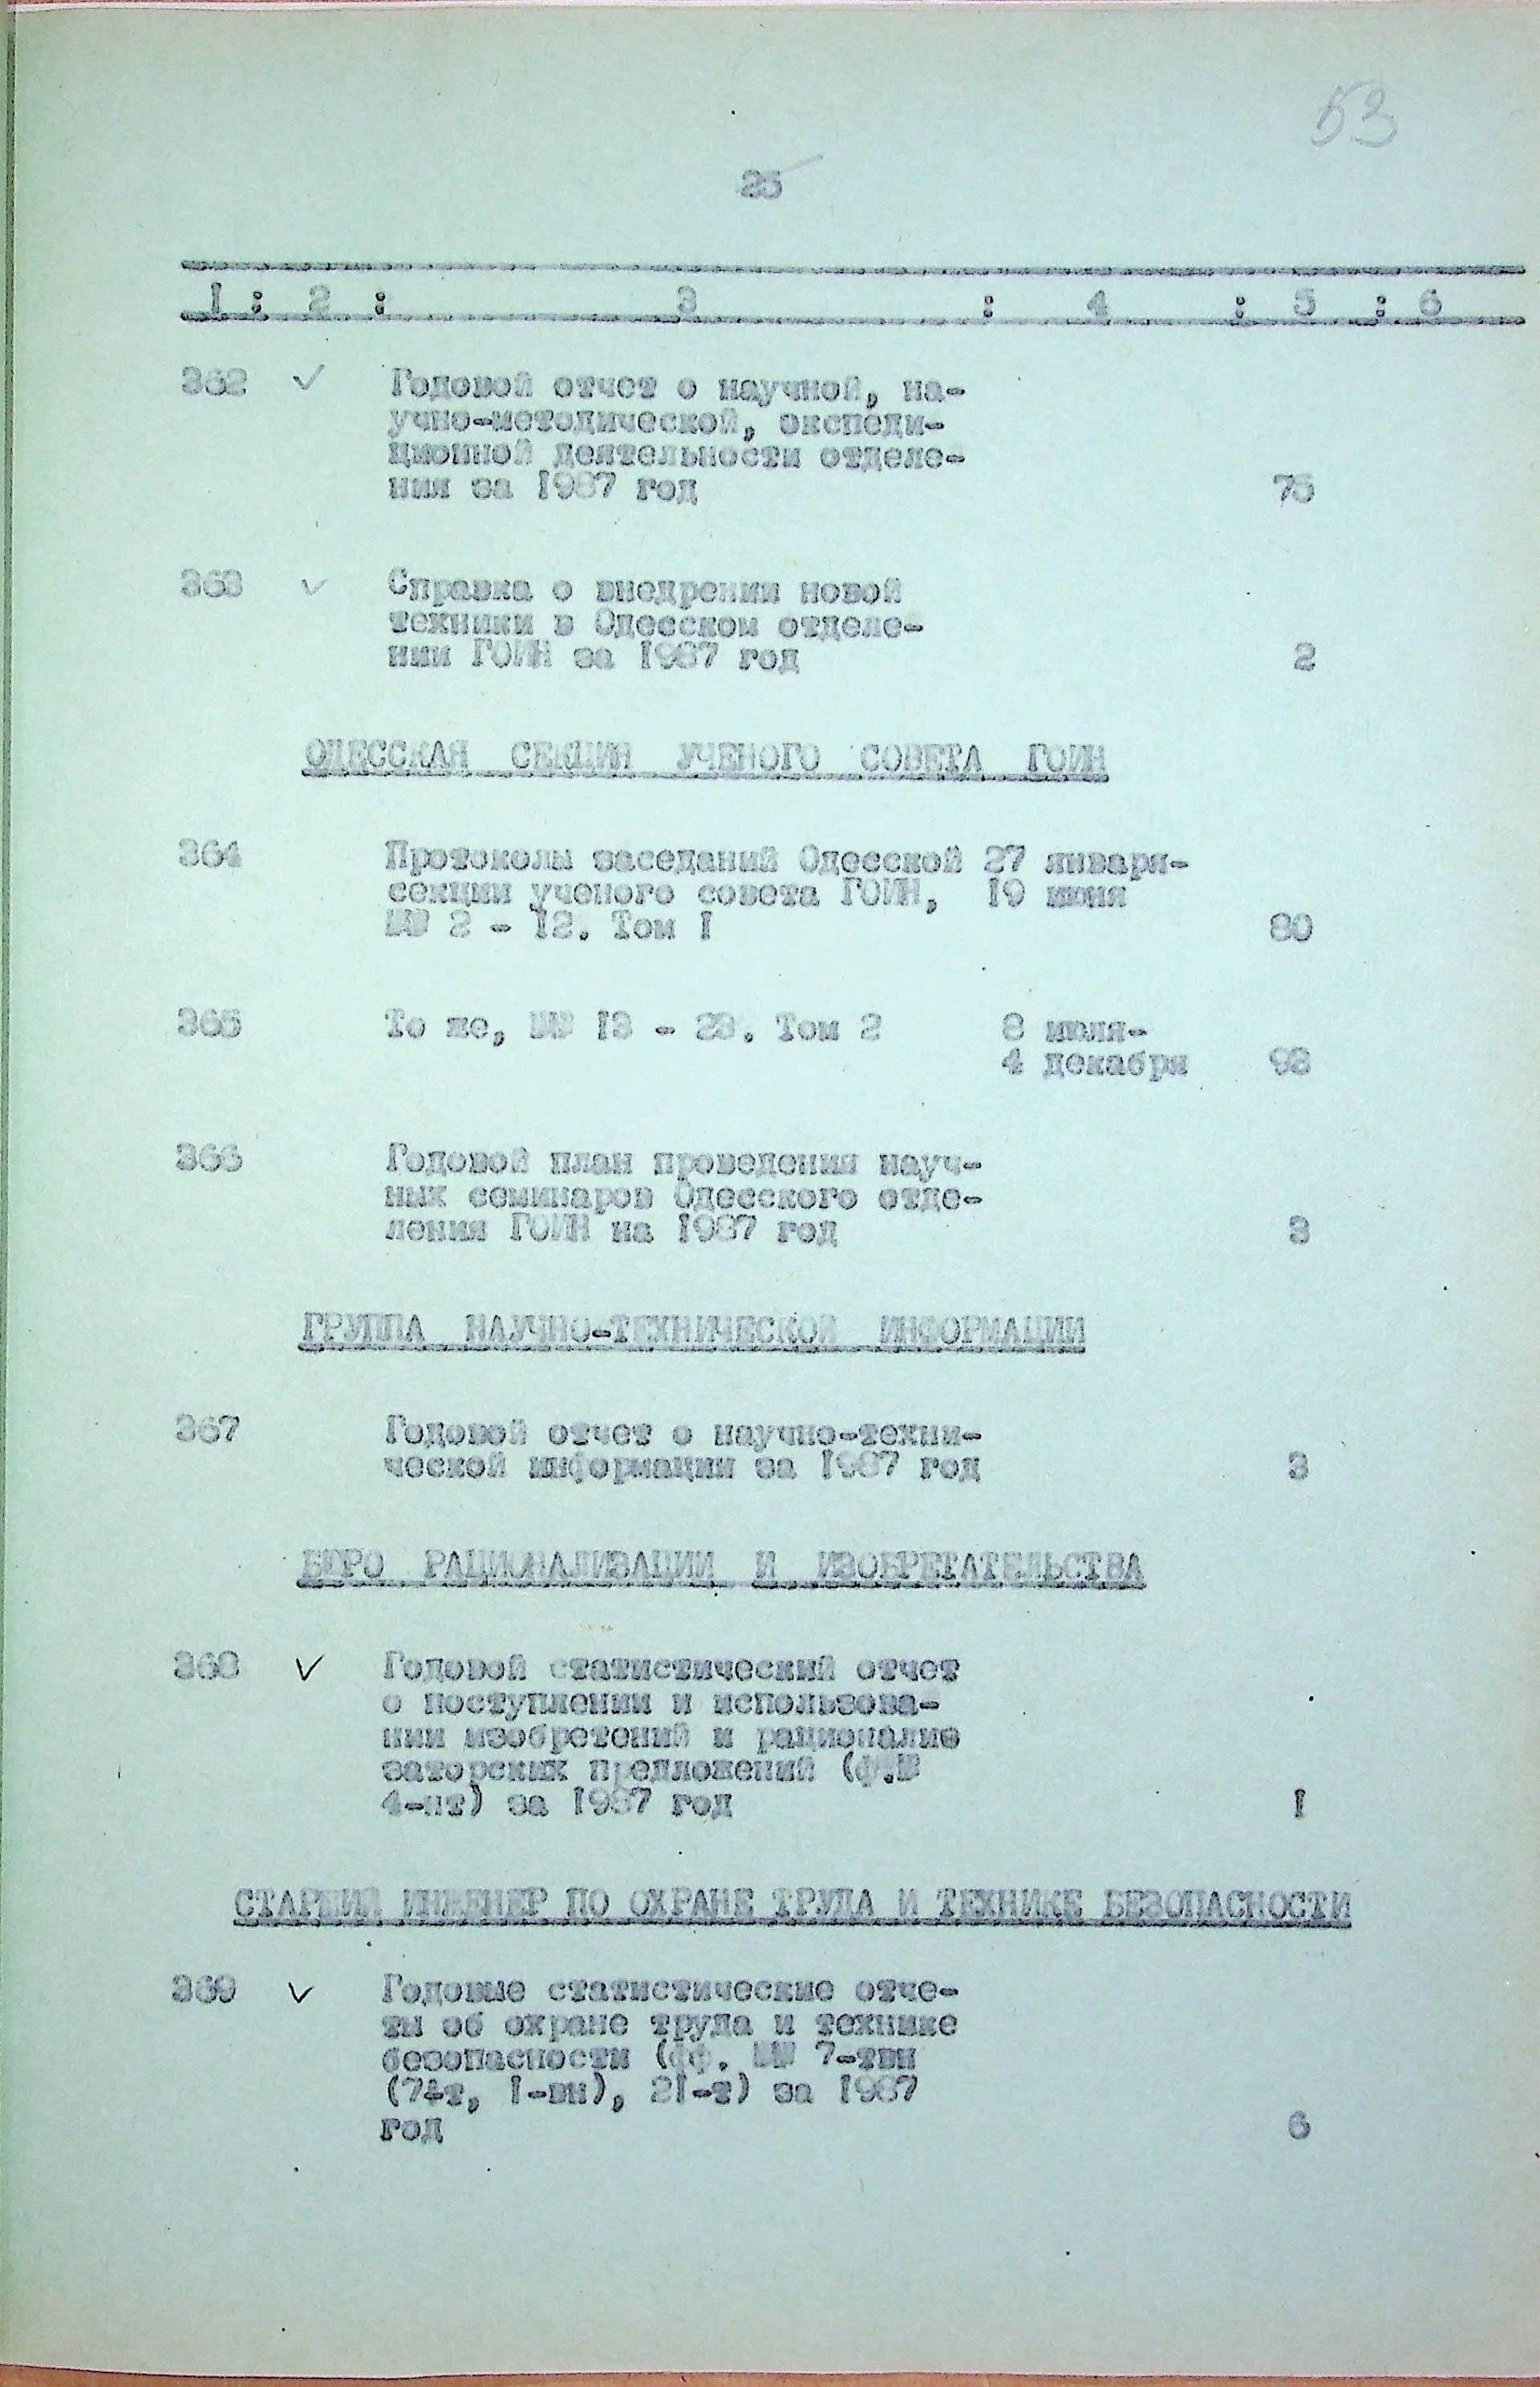 53
25
1 : 2 : 3 : 4 : 5 : 6
362 ✓ Годовой отчет о научной, на-
учно-методической, экспеди-
ционной деятельности отделе-
ния за 1987 год 75
363 ✓ Справка о внедрении новой
техники в Одесском отделе-
нии ГОИН за 1987 год 2
ОДЕССКАЯ СЕКЦИЯ УЧЕНОГО СОВЕТА ГОИН
364 Протоколы заседаний Одесской 27 января-
секции ученого совета ГОИН, 19 июня
№№ 2 - 12. Том I 80
365 То же, №№ 13 - 23. Том 2 8 июля-
4 декабря 93
366 Годовой план проведения науч-
ных семинаров Одесского отде-
ления ГОИН на 1987 год 3
ГРУППА НАУЧНО-ТЕХНИЧЕСКОЙ ИНФОРМАЦИИ
367 Годовой отчет о научно-техни-
ческой информации за 1987 год 3
БЮРО РАЦИОНАЛИЗАЦИИ И ИЗОБРЕТАТЕЛЬСТВА
368 ✓ Годовой статистический отчет
о поступлении и использова-
нии изобретений и рационали-
заторских предложений (ф.№
4-нт) за 1987 год I
СТАРШИЙ ИНЖЕНЕР ПО ОХРАНЕ ТРУДА И ТЕХНИКЕ БЕЗОПАСНОСТИ
369 ✓ Годовые статистические отче-
ты об охране труда и технике
безопасности (фф. №№ 7-твн
(7-т, 1-вн), 21-т) за 1987
год 6